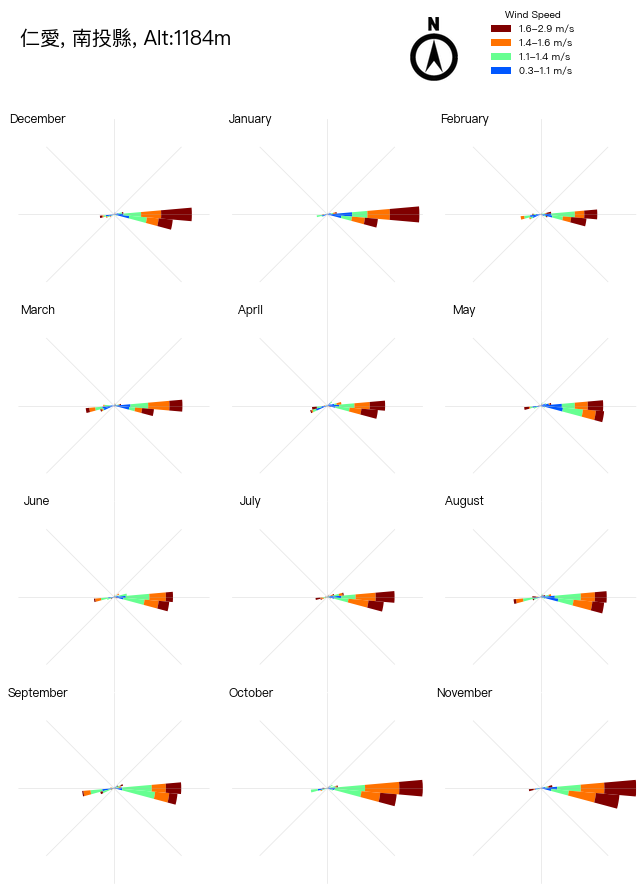 仁愛, 南投縣, Alt:1184m
N
Wind Speed
1.6–2.9 m/s
1.4–1.6 m/s
1.1–1.4 m/s
0.3–1.1 m/s
December
January
February
March
April
May
June
July
August
September
October
November